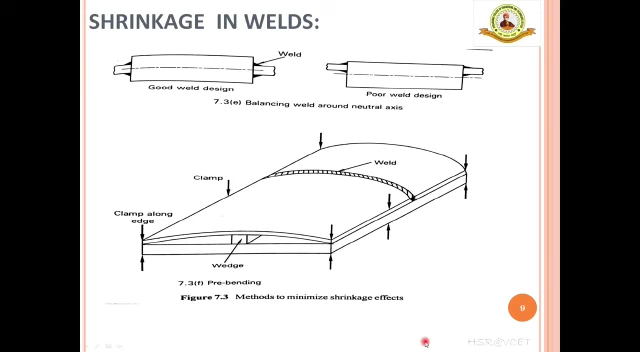 SHRINKAGE IN WELDS:
Weld
Good weld design
Poor weld design
7.3(e) Balancing weld around neutral axis
Weld
Clamp
Clamp along
edge
Wedge
7.3(f) Pre-bending
Figure 7.3 Methods to minimize shrinkage effects
9
H.S.R@VCET